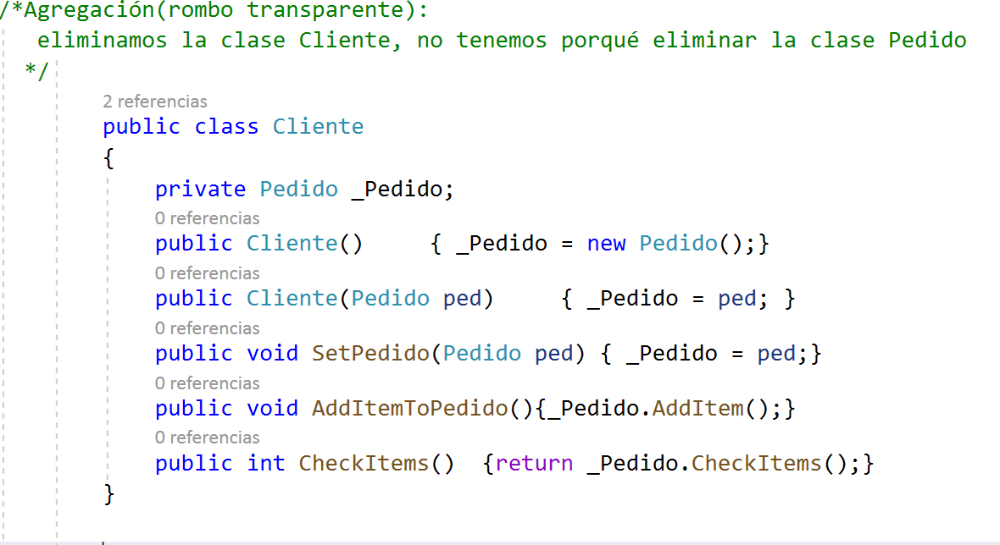 /*Agregación(rombo transparente):
eliminamos la clase Cliente, no tenemos porqué eliminar la clase Pedido
*/
2 referencias
public class Cliente
{
private Pedido _Pedido;
0 referencias
public Cliente() { _Pedido = new Pedido();}
0 referencias
public Cliente(Pedido ped) { _Pedido = ped; }
0 referencias
public void SetPedido(Pedido ped) { _Pedido = ped;}
0 referencias
public void AddItemToPedido(){_Pedido.AddItem();}
0 referencias
public int CheckItems() {return _Pedido.CheckItems();}
}